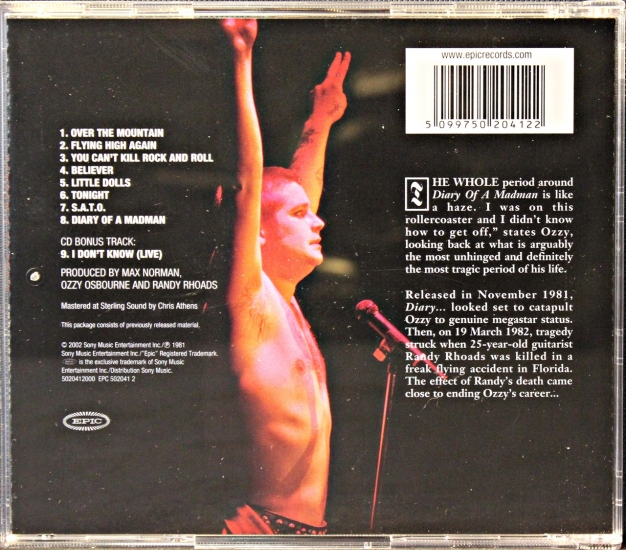 www.epicrecords.com
5 099750 204122
1. OVER THE MOUNTAIN
2. FLYING HIGH AGAIN
3. YOU CAN'T KILL ROCK AND ROLL
4. BELIEVER
5. LITTLE DOLLS
6. TONIGHT
7. S.A.T.O.
8. DIARY OF A MADMAN
CD BONUS TRACK:
9. I DON'T KNOW (LIVE)
PRODUCED BY MAX NORMAN,
OZZY OSBOURNE AND RANDY RHOADS
Mastered at Sterling Sound by Chris Athens
This package consists of previously released material.
© 2002 Sony Music Entertainment Inc./℗ 1981
Sony Music Entertainment Inc./"Epic" Registered Trademark.
is the exclusive trademark of Sony Music
Entertainment Inc./Distribution Sony Music.
5020412000 EPC 502041 2
EPIC
THE WHOLE period around
Diary Of A Madman is like
a haze. I was on this
rollercoaster and I didn't know
how to get off," states Ozzy,
looking back at what is arguably
the most unhinged and definitely
the most tragic period of his life.
Released in November 1981,
Diary... looked set to catapult
Ozzy to genuine megastar status.
Then, on 19 March 1982, tragedy
struck when 25-year-old guitarist
Randy Rhoads was killed in a
freak flying accident in Florida.
The effect of Randy's death came
close to ending Ozzy's career...